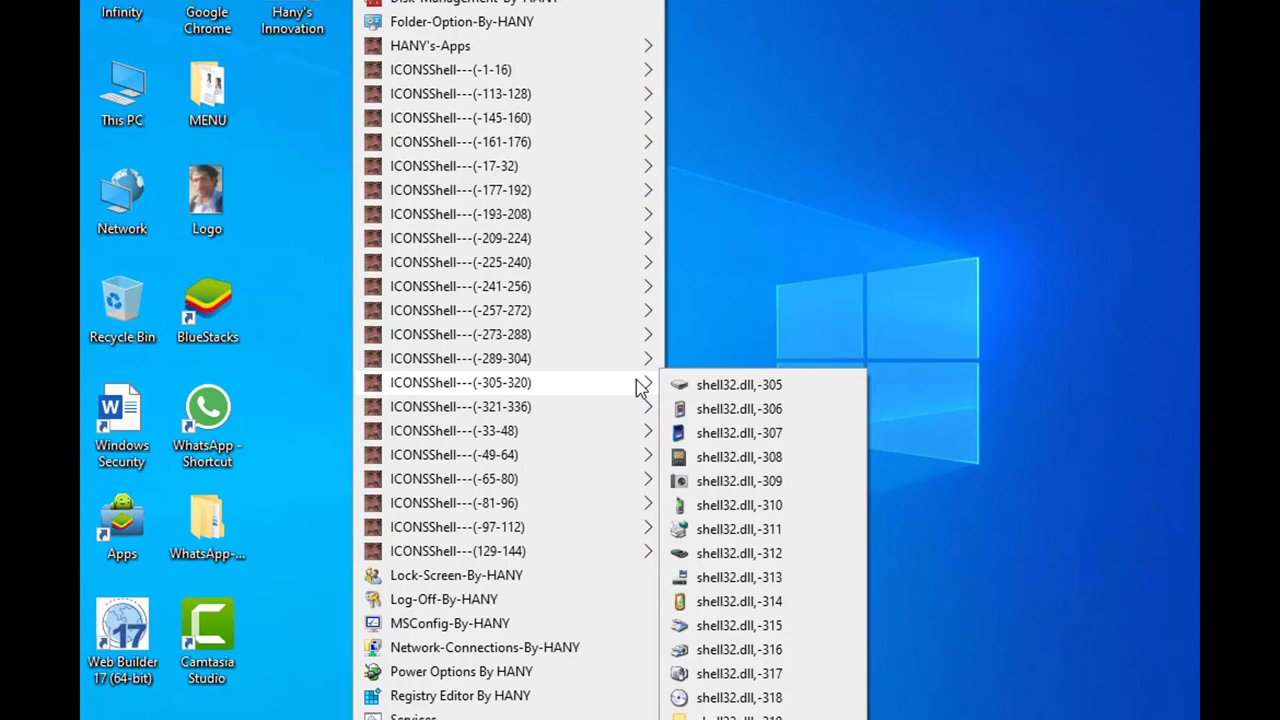 Infinity
Google
Chrome
Hany's
Innovation
This PC
MENU
Network
Logo
Recycle Bin
BlueStacks
Windows
Security
WhatsApp -
Shortcut
Apps
WhatsApp-...
Web Builder
17 (64-bit)
Camtasia
Studio
Disk-Management-By-HANY
Folder-Option-By-HANY
HANY's-Apps
ICONSShell---(-1-16)
ICONSShell---(-113-128)
ICONSShell---(-145-160)
ICONSShell---(-161-176)
ICONSShell---(-17-32)
ICONSShell---(-177-192)
ICONSShell---(-193-208)
ICONSShell---(-209-224)
ICONSShell---(-225-240)
ICONSShell---(-241-256)
ICONSShell---(-257-272)
ICONSShell---(-273-288)
ICONSShell---(-289-304)
ICONSShell---(-305-320)
ICONSShell---(-321-336)
ICONSShell---(-33-48)
ICONSShell---(-49-64)
ICONSShell---(-65-80)
ICONSShell---(-81-96)
ICONSShell---(-97-112)
ICONSShell---(129-144)
Lock-Screen-By-HANY
Log-Off-By-HANY
MSConfig-By-HANY
Network-Connections-By-HANY
Power Options By HANY
Registry Editor By HANY
Services
shell32.dll,-305
shell32.dll,-306
shell32.dll,-307
shell32.dll,-308
shell32.dll,-309
shell32.dll,-310
shell32.dll,-311
shell32.dll,-312
shell32.dll,-313
shell32.dll,-314
shell32.dll,-315
shell32.dll,-316
shell32.dll,-317
shell32.dll,-318
shell32.dll,-319